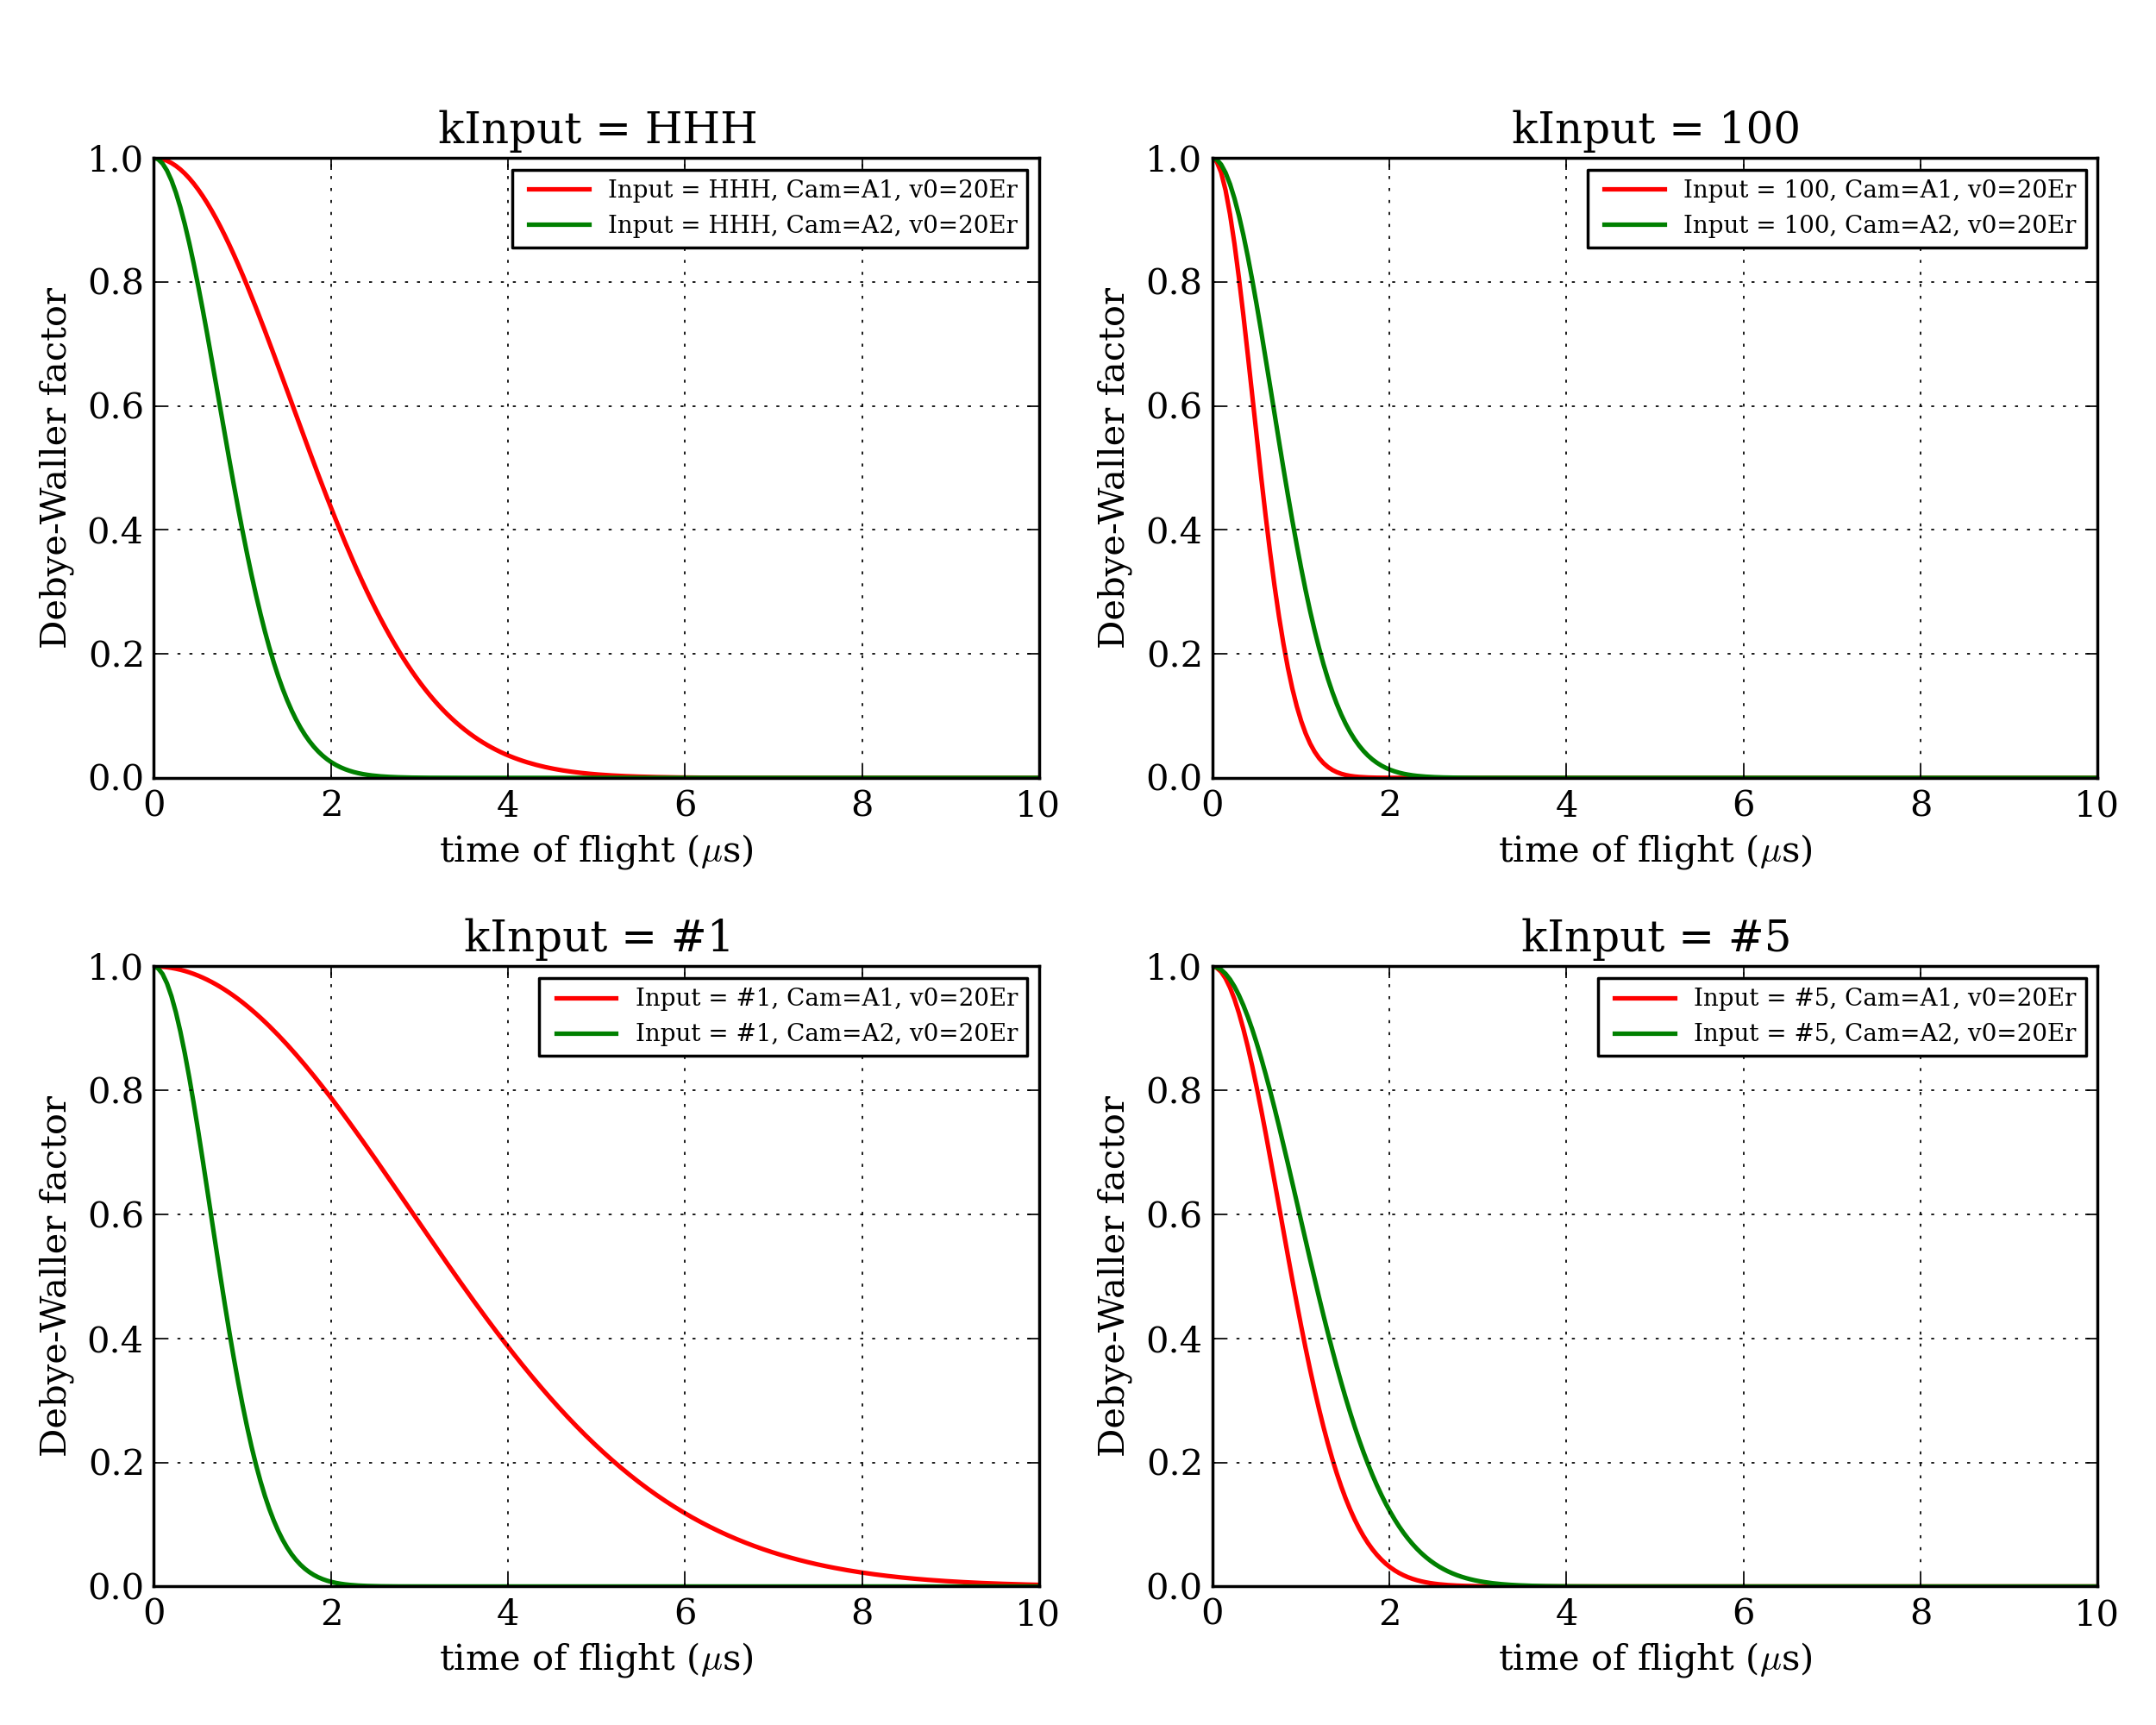 kInput = HHH
1.0
0.8
0.6
0.4
0.2
0.0
Debye-Waller factor
Input = HHH, Cam=A1, v0=20Er
Input = HHH, Cam=A2, v0=20Er
0 2 4 6 8 10
time of flight (μs)
kInput = 100
1.0
0.8
0.6
0.4
0.2
0.0
Debye-Waller factor
Input = 100, Cam=A1, v0=20Er
Input = 100, Cam=A2, v0=20Er
0 2 4 6 8 10
time of flight (μs)
kInput = #1
1.0
0.8
0.6
0.4
0.2
0.0
Debye-Waller factor
Input = #1, Cam=A1, v0=20Er
Input = #1, Cam=A2, v0=20Er
0 2 4 6 8 10
time of flight (μs)
kInput = #5
1.0
0.8
0.6
0.4
0.2
0.0
Debye-Waller factor
Input = #5, Cam=A1, v0=20Er
Input = #5, Cam=A2, v0=20Er
0 2 4 6 8 10
time of flight (μs)